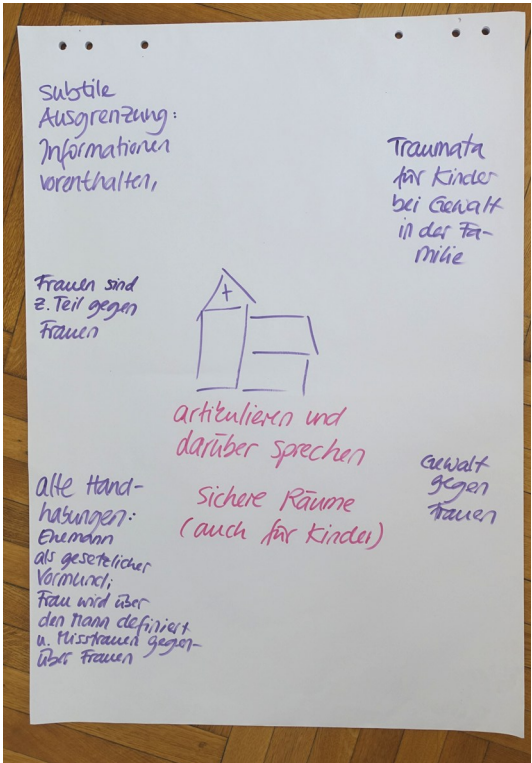 subtile
Ausgrenzung:
Informationen
vorenthalten,
Traumata
für Kinder
bei Gewalt
in der Fa-
milie
Frauen sind
z. Teil gegen
Frauen
artikulieren und
darüber sprechen
sichere Räume
(auch für Kinder)
Gewalt
gegen
Frauen
alte Hand-
habungen:
Ehemann
als gesetzlicher
Vormund;
Frau wird über
den Mann definiert
u. Misstrauen gegen-
über Frauen